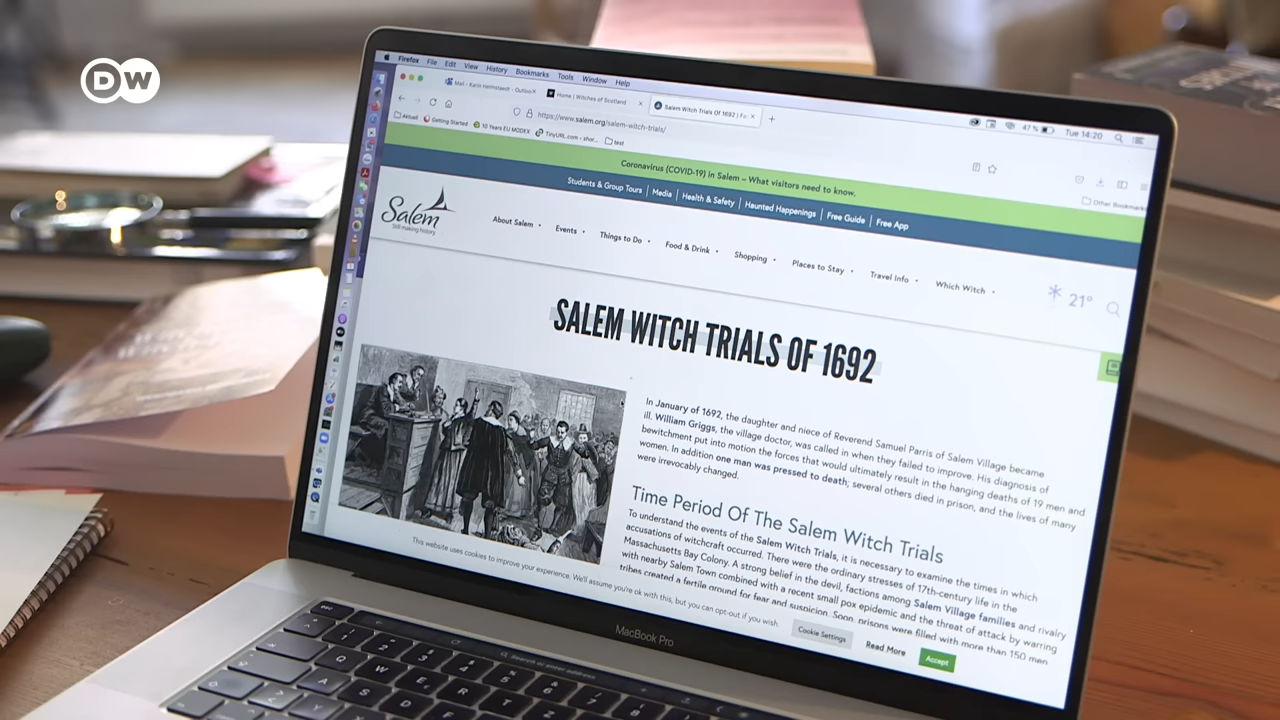 DW
Firefox File Edit View History Bookmarks Tools Window Help
47 % Tue 14:20
Home | Witches of Scotland
Salem Witch Trials Of 1692 | Fa
https://www.salem.org/salem-witch-trials/
Aktuell Getting Started 10 Years EU MODEX TinyURL.com - shor... test
Other Bookmarks
Coronavirus (COVID-19) in Salem – What visitors need to know.
Students & Group Tours | Media | Health & Safety | Haunted Happenings | Free Guide | Free App
Salem
Still making history.
About Salem Events Things to Do Food & Drink Shopping Places to Stay Travel Info Which Witch
21°
SALEM WITCH TRIALS OF 1692
In January of 1692, the daughter and niece of Reverend Samuel Parris of Salem Village became
ill. William Griggs, the village doctor, was called in when they failed to improve. His diagnosis of
bewitchment put into motion the forces that would ultimately result in the hanging deaths of 19 men and
women. In addition one man was pressed to death; several others died in prison, and the lives of many
were irrevocably changed.
Time Period Of The Salem Witch Trials
To understand the events of the Salem Witch Trials, it is necessary to examine the times in which
accusations of witchcraft occurred. There were the ordinary stresses of 17th-century life in the
Massachusetts Bay Colony. A strong belief in the devil, factions among Salem Village families and rivalry
with nearby Salem Town combined with a recent small pox epidemic and the threat of attack by warring
tribes created a fertile ground for fear and suspicion. Soon prisons were filled with more than 150 men
This website uses cookies to improve your experience. We'll assume you're ok with this, but you can opt-out if you wish.
Cookie Settings
Read More
Accept
MacBook Pro
esc
1 2 3 4 5 6 7 8
Q W E R T Z
A S D F
Y